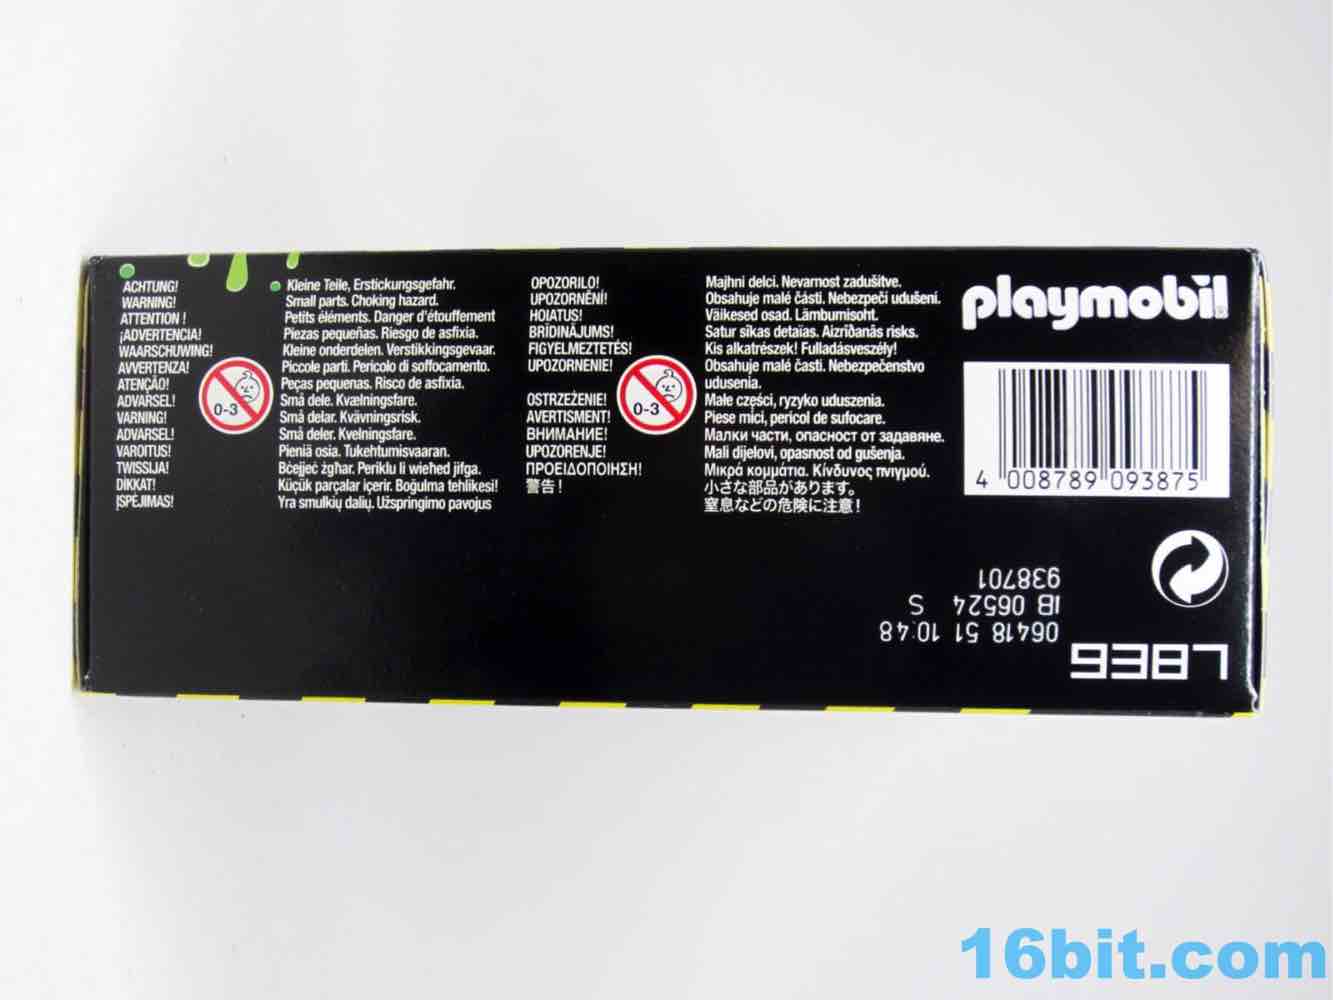 ACHTUNG!
WARNING!
ATTENTION !
¡ADVERTENCIA!
WAARSCHUWING!
AVVERTENZA!
ATENÇÃO!
ADVARSEL!
VARNING!
ADVARSEL!
VAROITUS!
TWISSIJA!
DIKKAT!
ĮSPĖJIMAS!
0-3
Kleine Teile, Erstickungsgefahr.
Small parts. Choking hazard.
Petits éléments. Danger d'étouffement
Piezas pequeñas. Riesgo de asfixia.
Kleine onderdelen. Verstikkingsgevaar.
Piccole parti. Pericolo di soffocamento.
Peças pequenas. Risco de asfixia.
Små dele. Kvælningsfare.
Små delar. Kvävningsrisk.
Små deler. Kvelningsfare.
Pieniä osia. Tukehtumisvaaran.
Bċejjeċ żgħar. Periklu li wieħed jifga.
Küçük parçalar içerir. Boğulma tehlikesi!
Yra smulkių dalių. Užspringimo pavojus
OPOZORILO!
UPOZORNĚNÍ!
HOIATUS!
BRĪDINĀJUMS!
FIGYELMEZTETÉS!
UPOZORNENIE!
OSTRZEŻENIE!
AVERTISMENT!
ВНИМАНИЕ!
UPOZORENJE!
ΠΡΟΕΙΔΟΠΟΙΗΣΗ!
警告!
0-3
Majhni delci. Nevarnost zadušitve.
Obsahuje malé části. Nebezpečí udušení.
Väikesed osad. Lämbumisoht.
Satur sīkas detaļas. Aizrīšanās risks.
Kis alkatrészek! Fulladásveszély!
Obsahuje malé časti. Nebezpečenstvo
udusenia.
Małe części, ryzyko uduszenia.
Piese mici, pericol de sufocare.
Малки части, опасност от задавяне.
Mali dijelovi, opasnost od gušenja.
Μικρά κομμάτια. Κίνδυνος πνιγμού.
小さな部品があります。
窒息などの危険に注意!
playmobil
4 008789 093875
06418 51 10:48
IB 06524 S
938701
L8E6
16bit.com